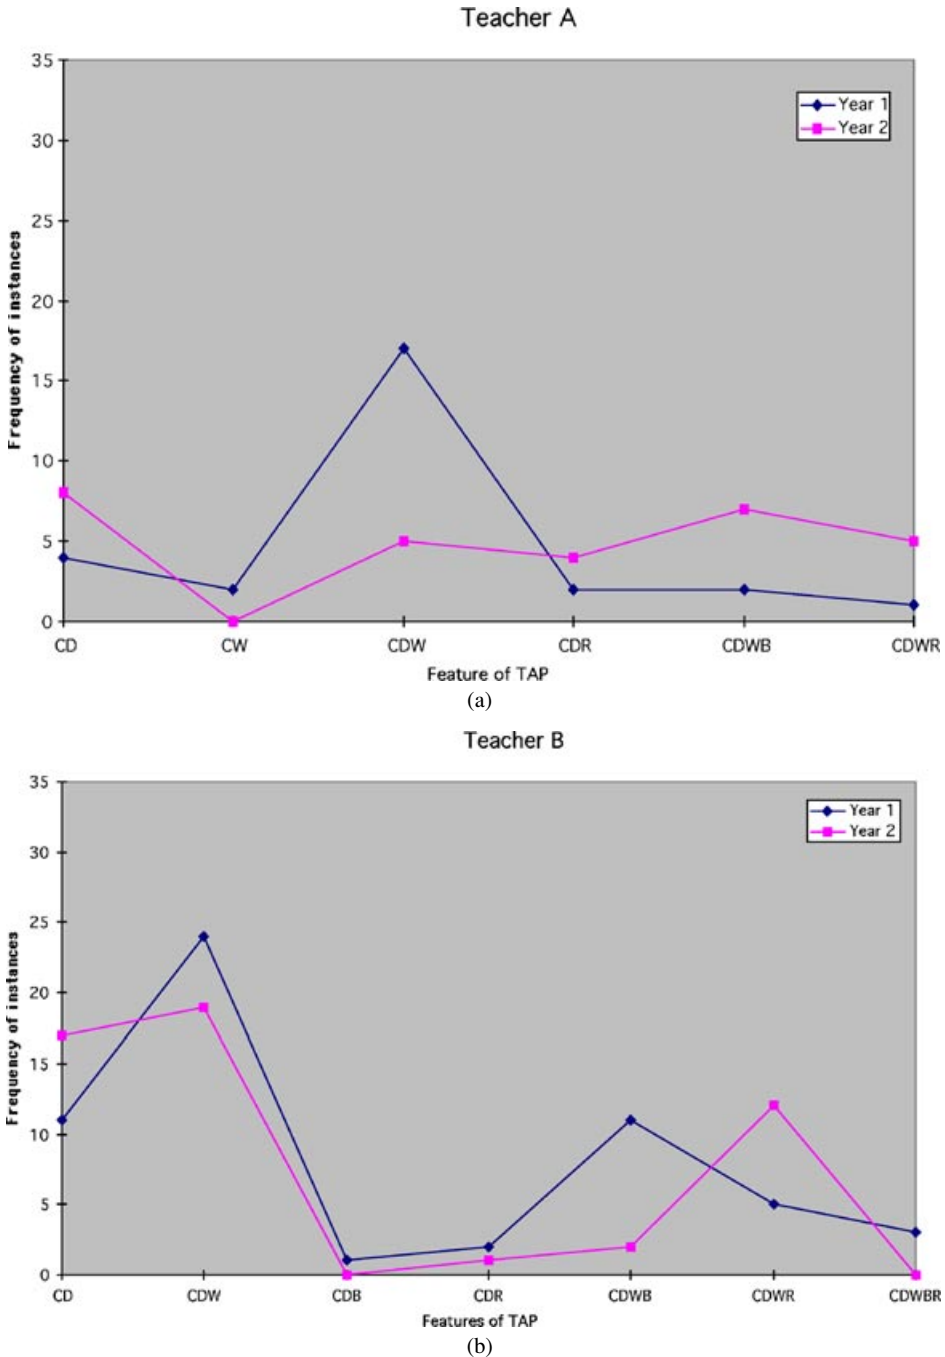 Teacher A
35
30
25
20
15
10
5
0
Frequency of instances
Year 1
Year 2
CD CW CDW CDR CDWB CDWR
Feature of TAP
(a)
Teacher B
35
30
25
20
15
10
5
0
Frequency of instances
Year 1
Year 2
CD CDW CDB CDR CDWB CDWR CDWBR
Features of TAP
(b)